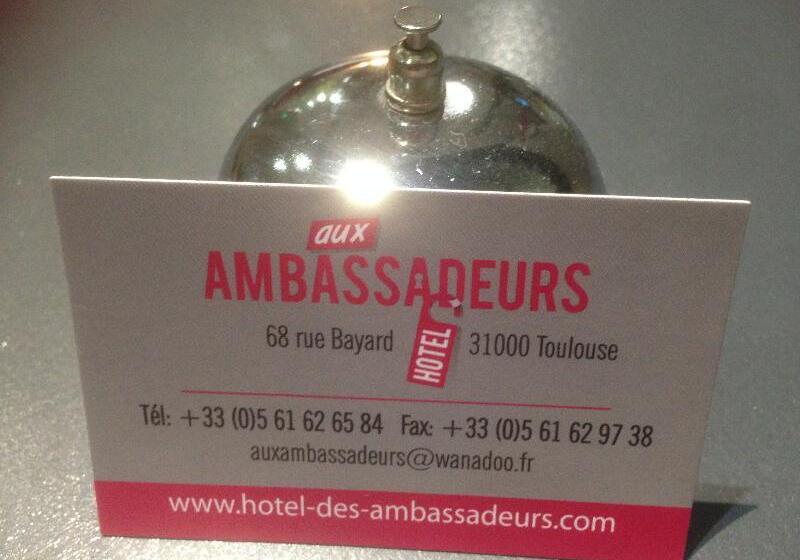 aux
AMBASSADEURS
HOTEL
68 rue Bayard 31000 Toulouse
Tél: +33 (0)5 61 62 65 84 Fax: +33 (0)5 61 62 97 38
auxambassadeurs@wanadoo.fr
www.hotel-des-ambassadeurs.com